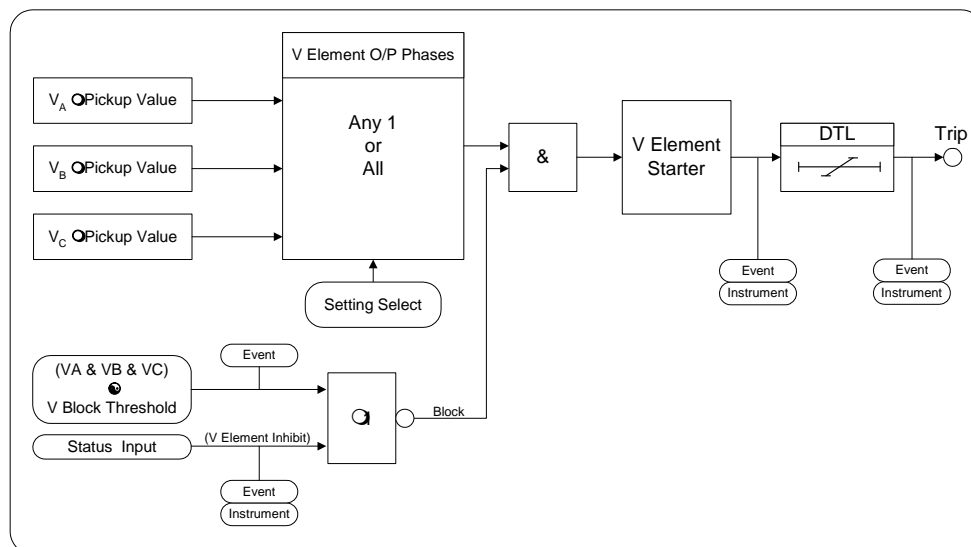 V Element O/P Phases
V_A Pickup Value
V_B Pickup Value
V_C Pickup Value
Any 1
or
All
Setting Select
&
V Element
Starter
DTL
Trip
Event
Instrument
Event
Instrument
(VA & VB & VC)
V Block Threshold
Event
Status Input
(V Element Inhibit)
Event
Instrument
Block